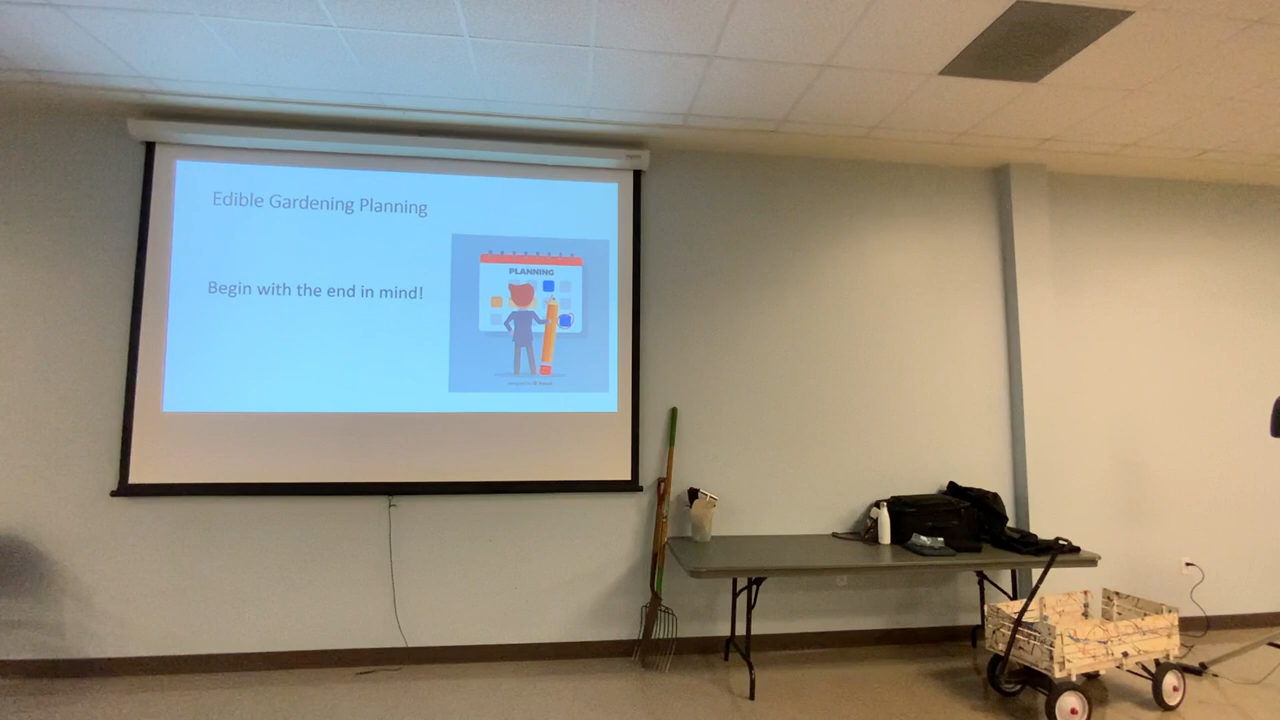 Edible Gardening Planning
Begin with the end in mind!
PLANNING